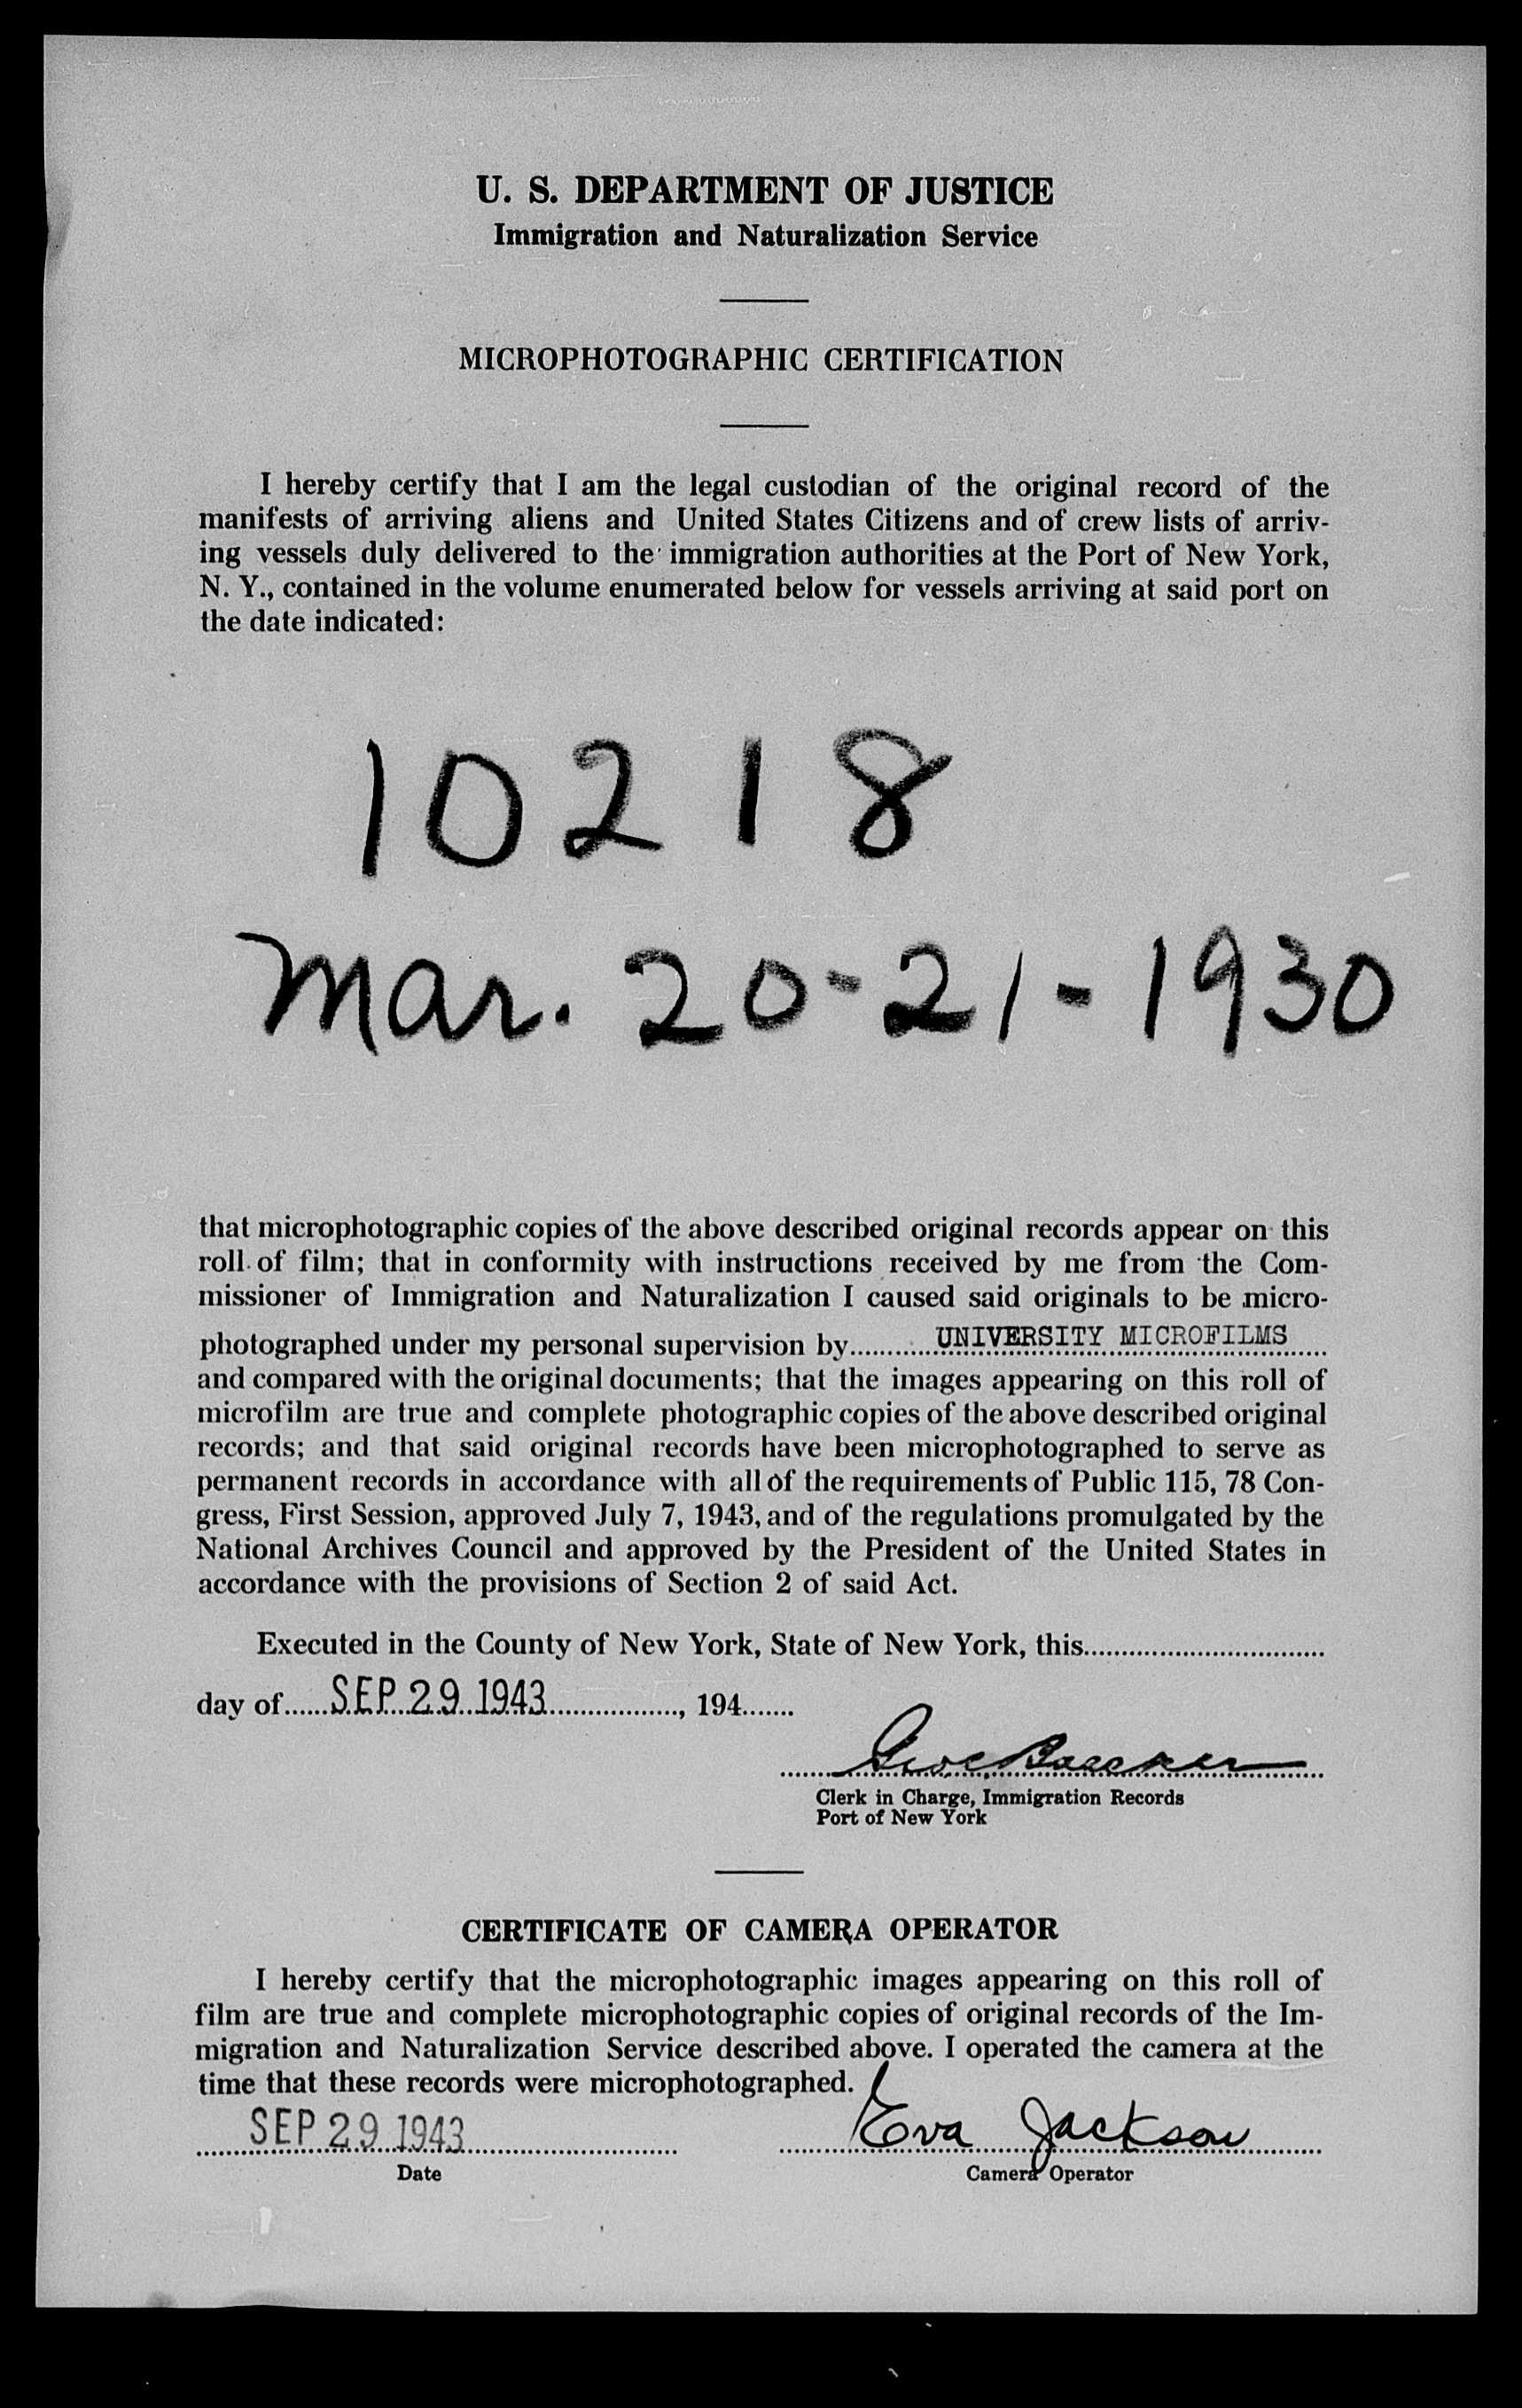 U. S. DEPARTMENT OF JUSTICE
Immigration and Naturalization Service
MICROPHOTOGRAPHIC CERTIFICATION
I hereby certify that I am the legal custodian of the original record of the
manifests of arriving aliens and United States Citizens and of crew lists of arriv-
ing vessels duly delivered to the immigration authorities at the Port of New York,
N. Y., contained in the volume enumerated below for vessels arriving at said port on
the date indicated:
10218
Mar. 20-21-1930
that microphotographic copies of the above described original records appear on this
roll of film; that in conformity with instructions received by me from the Com-
missioner of Immigration and Naturalization I caused said originals to be micro-
photographed under my personal supervision by UNIVERSITY MICROFILMS
and compared with the original documents; that the images appearing on this roll of
microfilm are true and complete photographic copies of the above described original
records; and that said original records have been microphotographed to serve as
permanent records in accordance with all of the requirements of Public 115, 78 Con-
gress, First Session, approved July 7, 1943, and of the regulations promulgated by the
National Archives Council and approved by the President of the United States in
accordance with the provisions of Section 2 of said Act.
Executed in the County of New York, State of New York, this
day of SEP 29 1943, 194
Clerk in Charge, Immigration Records
Port of New York
CERTIFICATE OF CAMERA OPERATOR
I hereby certify that the microphotographic images appearing on this roll of
film are true and complete microphotographic copies of original records of the Im-
migration and Naturalization Service described above. I operated the camera at the
time that these records were microphotographed.
SEP 29 1943 Eva Jackson
Date Camera Operator